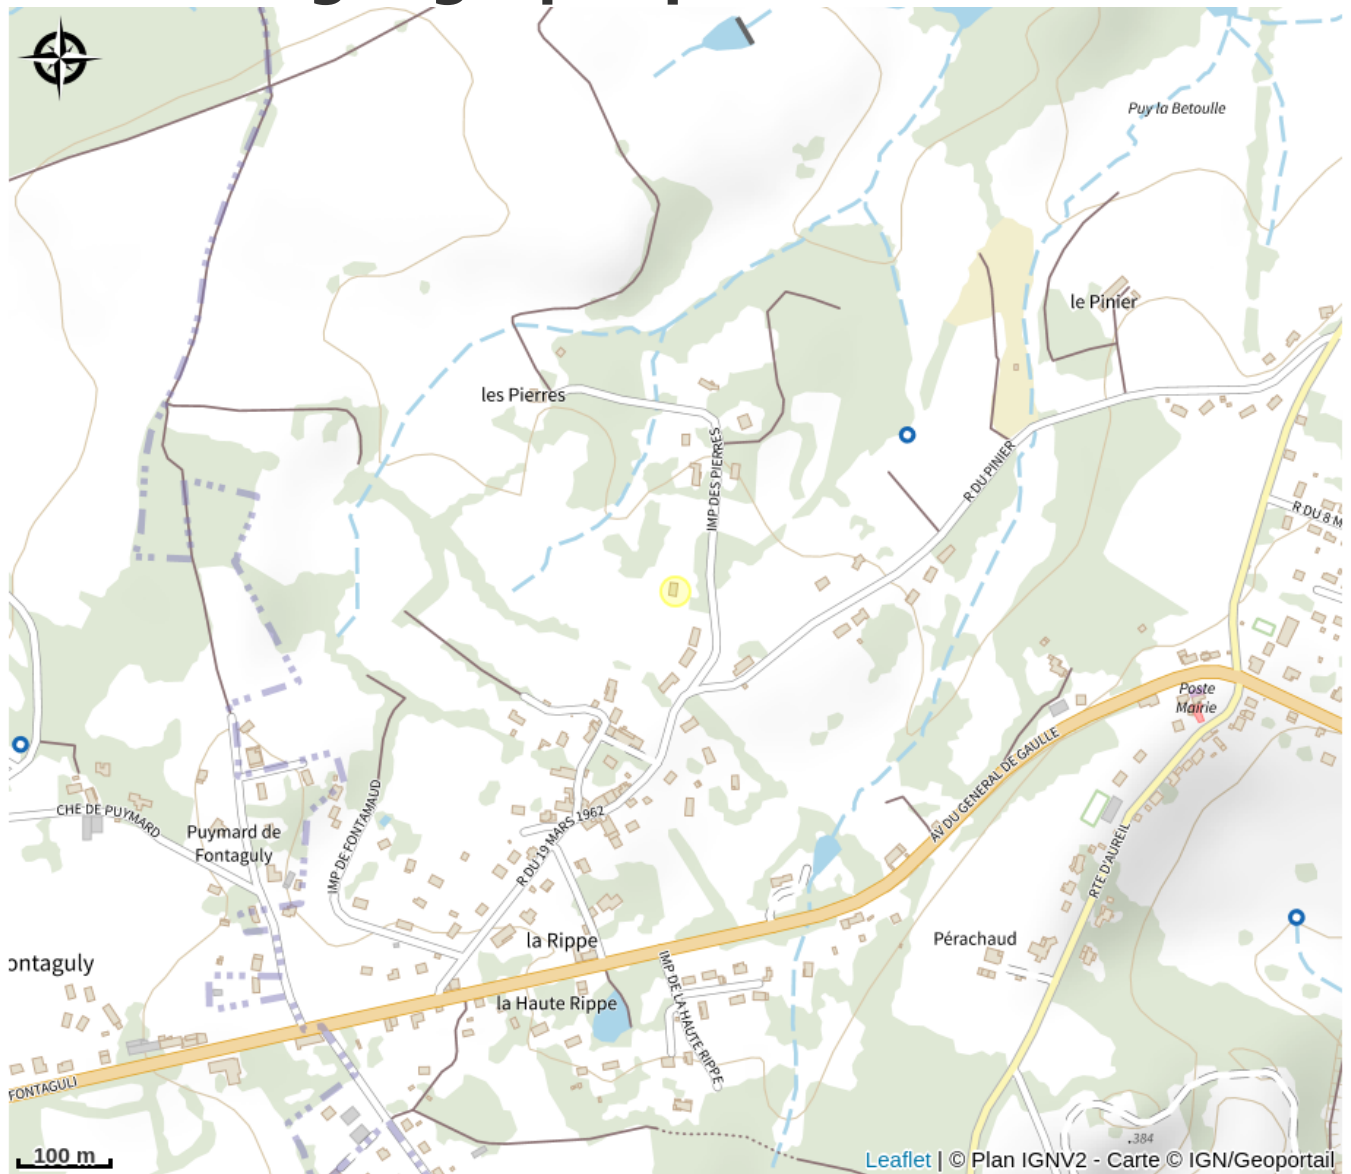 Puy la Betoulle
le Pinier
les Pierres
IMP DES PIERRES
R DU PINIER
R DU 8 M
Poste
Mairie
CHE DE PUYMARD
Puymard de
Fontaguly
IMP DE FONTAMAUD
R DU 19 MARS 1962
AV DU GENERAL DE GAULLE
RTE D'AUREIL
la Rippe
Pérachaud
ontaguly
la Haute Rippe
IMP DE LA HAUTE RIPPE
FONTAGULI
.384
100 m
Leaflet | © Plan IGNV2 - Carte © IGN/Geoportail